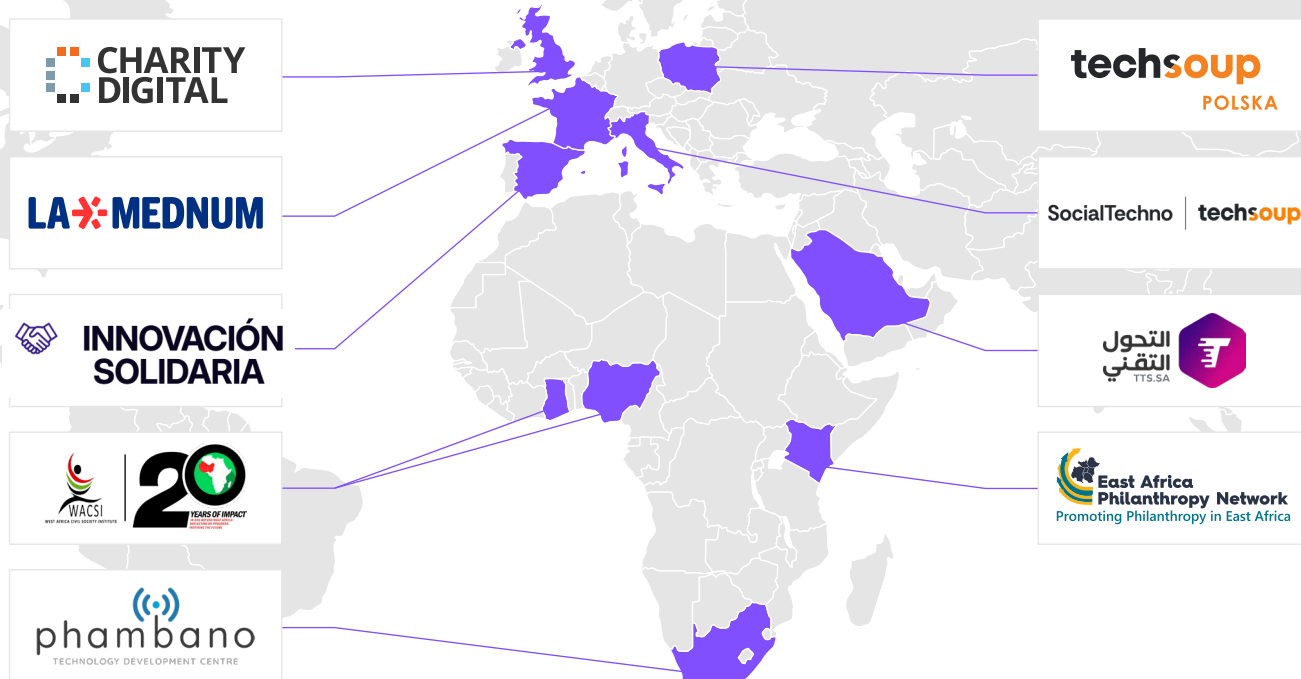 CHARITY
DIGITAL
LA MEDNUM
INNOVACIÓN
SOLIDARIA
WACSI
WEST AFRICA CIVIL SOCIETY INSTITUTE
20
YEARS OF IMPACT
phambano
TECHNOLOGY DEVELOPMENT CENTRE
techsoup
POLSKA
SocialTechno | techsoup
التحول
التقني
TTS.SA
East Africa
Philanthropy Network
Promoting Philanthropy in East Africa